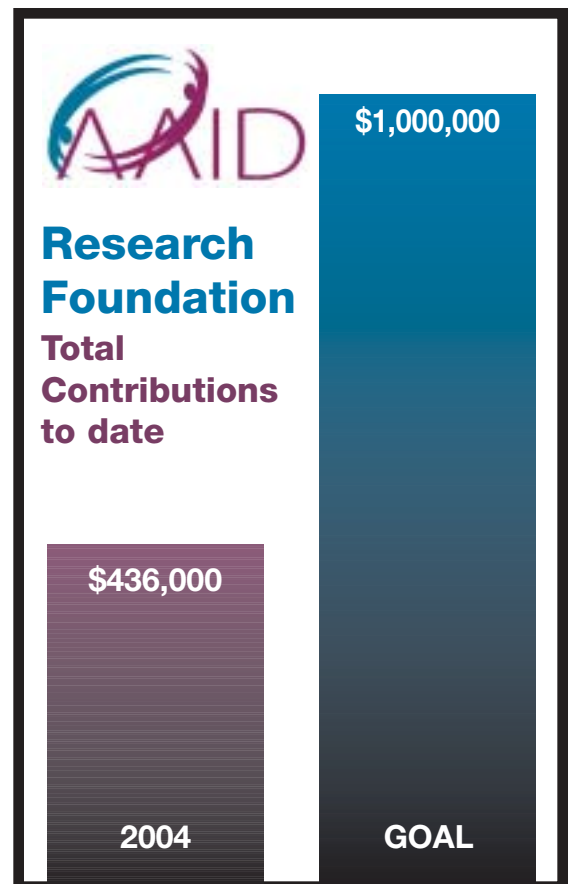 AAID
$1,000,000
Research
Foundation
Total
Contributions
to date
$436,000
2004
GOAL